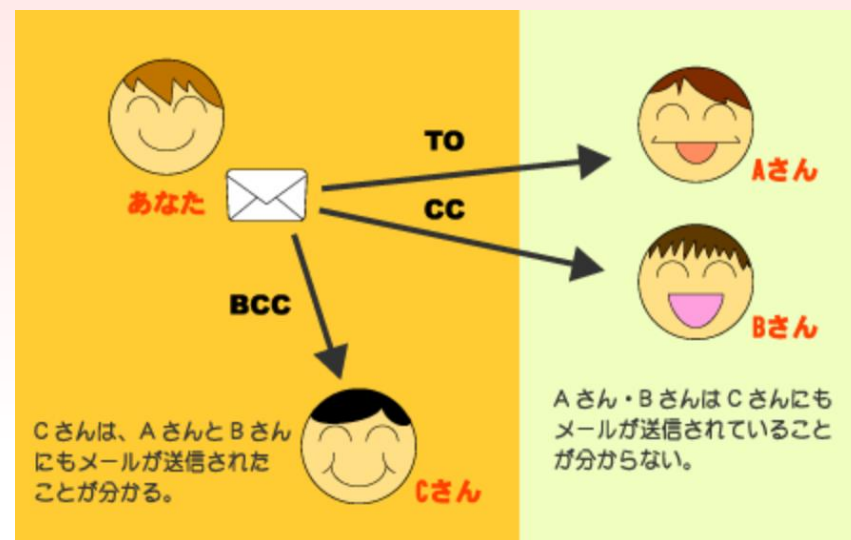 TO
Aさん
あなた
CC
BCC
Bさん
Aさん・BさんはCさんにも
メールが送信されていること
が分からない。
Cさんは、AさんとBさん
にもメールが送信された
ことが分かる。
Cさん